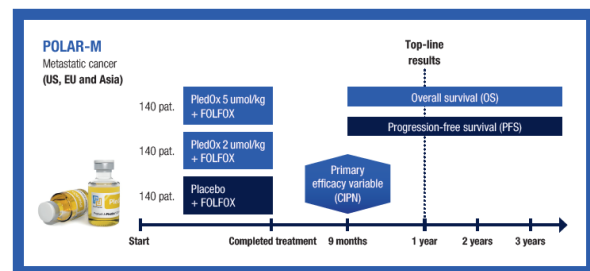 POLAR-M
Metastatic cancer
(US, EU and Asia)
Top-line
results
140 pat.
PledOx 5 umol/kg
+ FOLFOX
Overall survival (OS)
Progression-free survival (PFS)
140 pat.
PledOx 2 umol/kg
+ FOLFOX
Primary
efficacy variable
(CIPN)
140 pat.
Placebo
+ FOLFOX
Start
Completed treatment
9 months
1 year
2 years
3 years